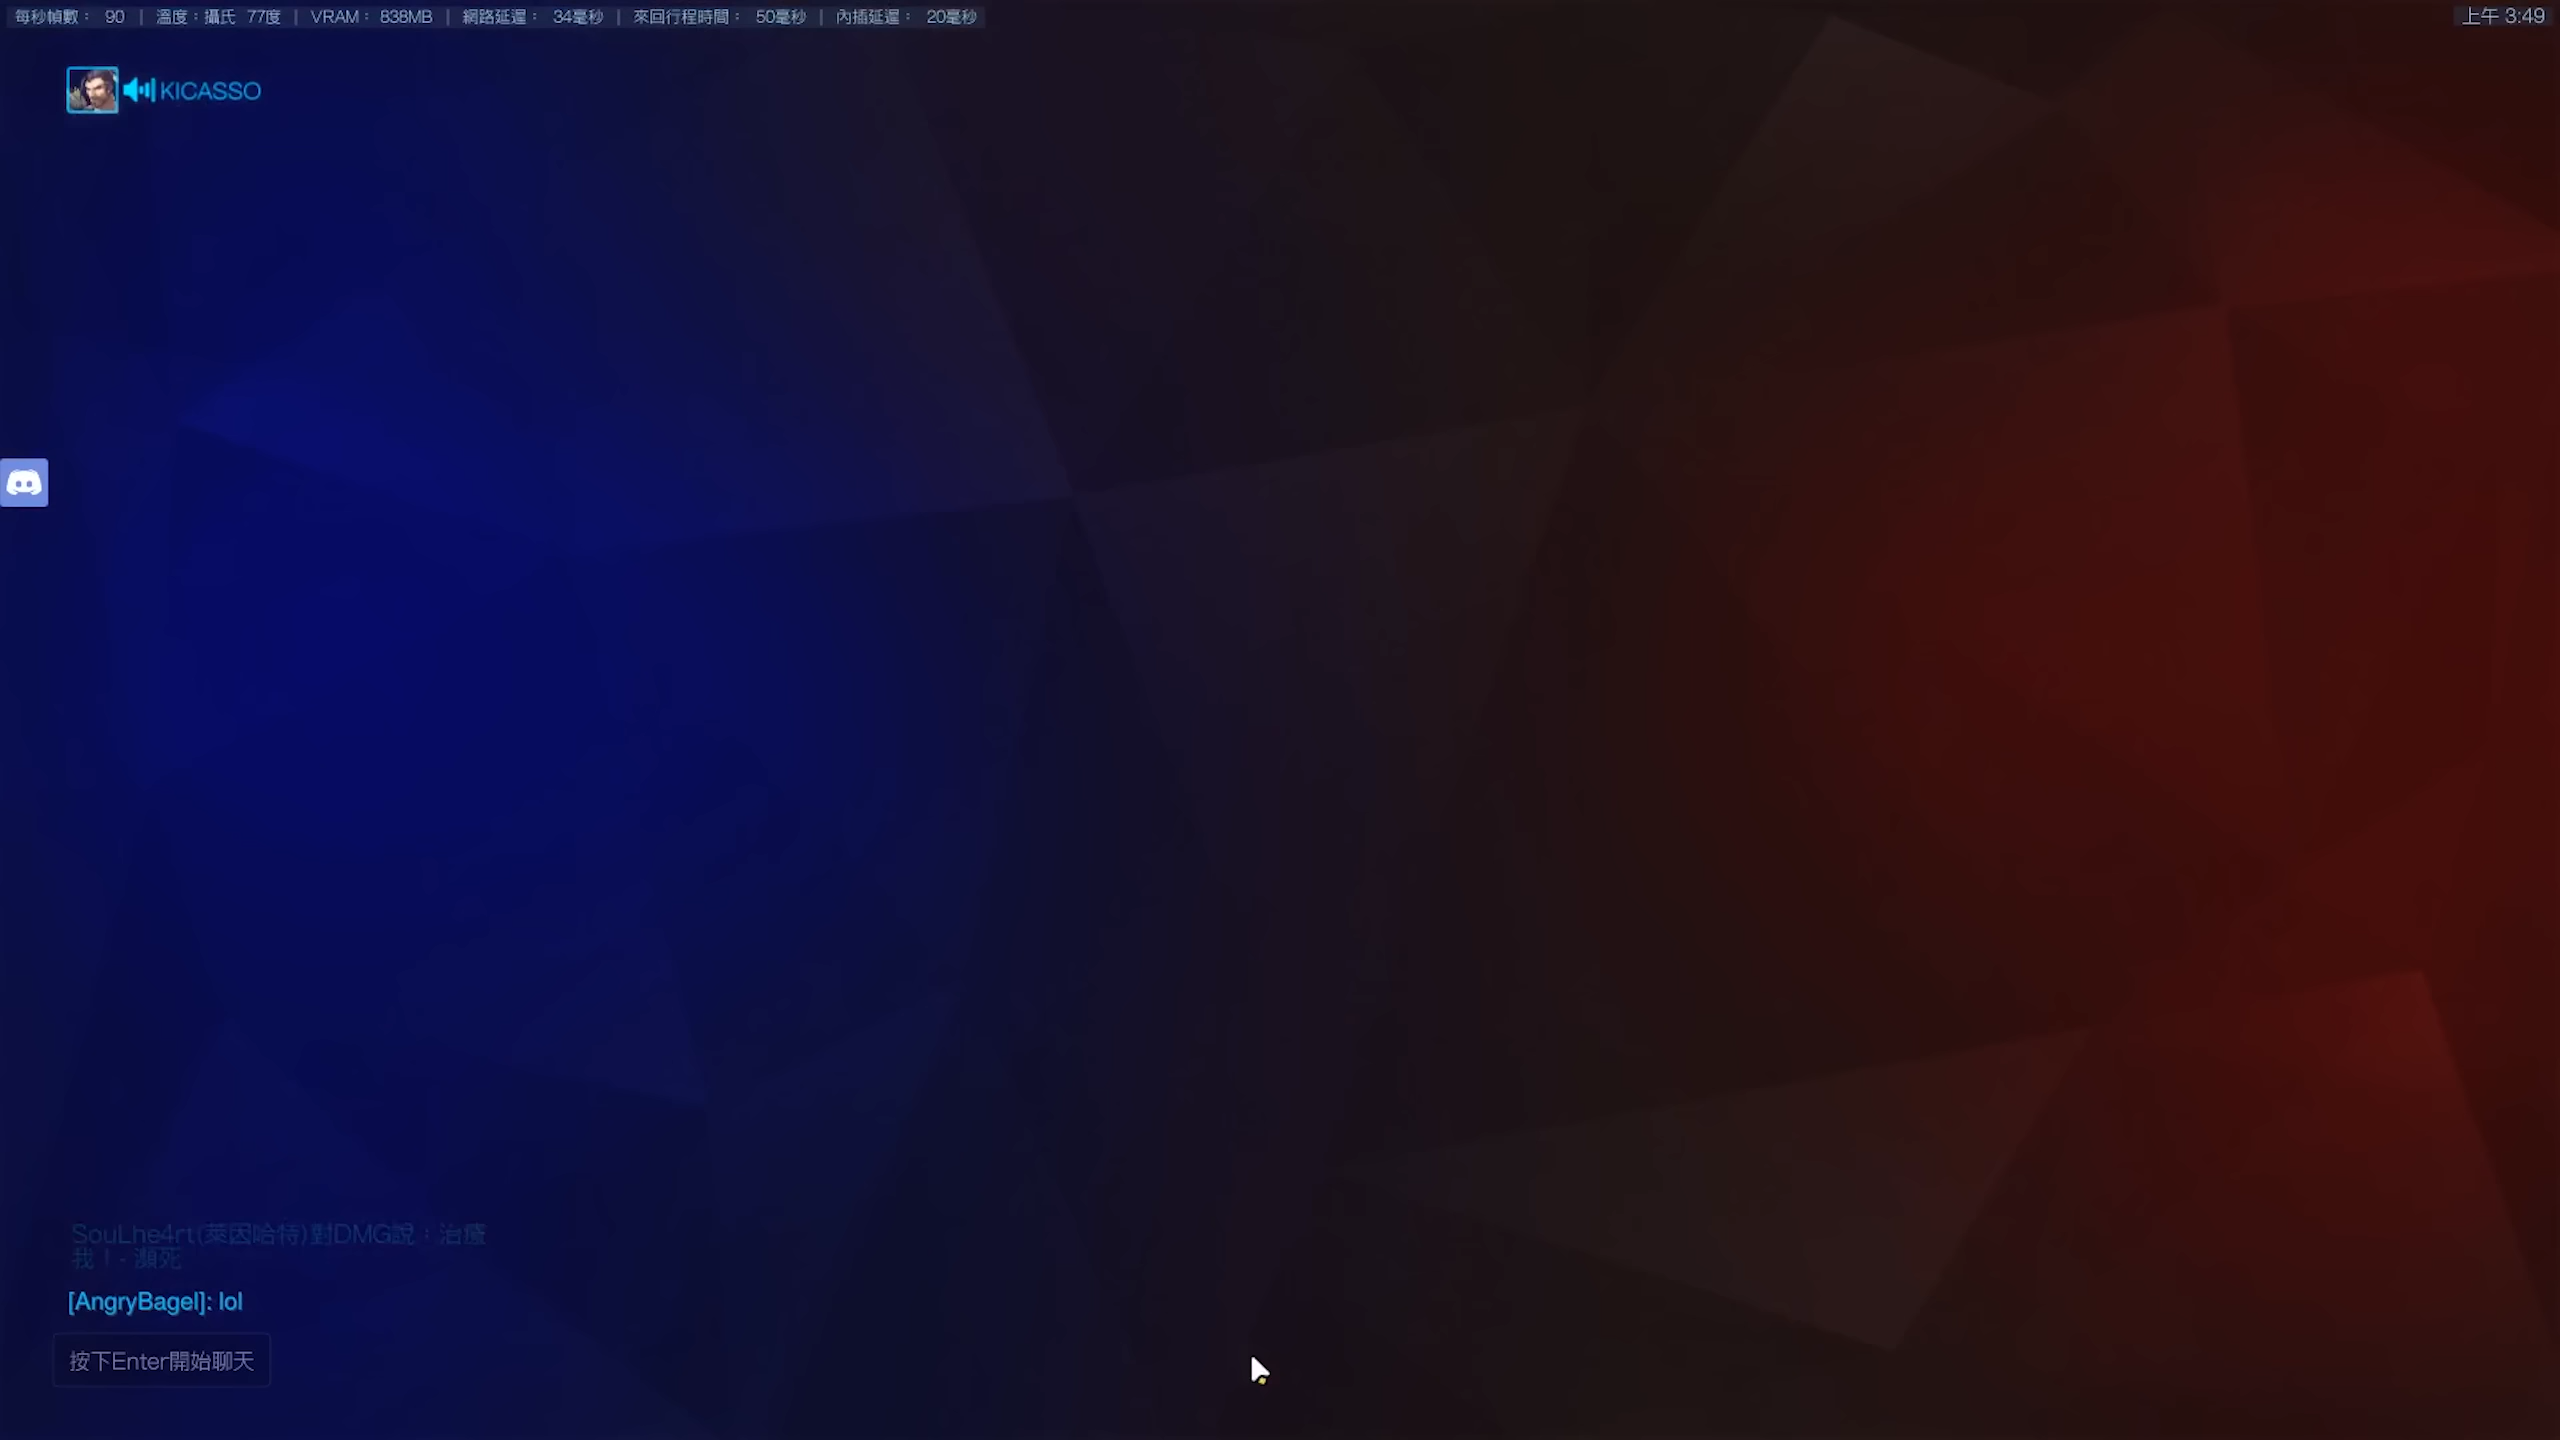 每秒幀數： 90 | 溫度：攝氏 77度 | VRAM： 838MB | 網路延遲： 34毫秒 | 來回行程時間： 50毫秒 | 內插延遲： 20毫秒
上午 3:49
KICASSO
SouLhe4rt(萊因哈特)對DMG說：治療
我！- 瀕死
[AngryBagel]: lol
按下Enter開始聊天